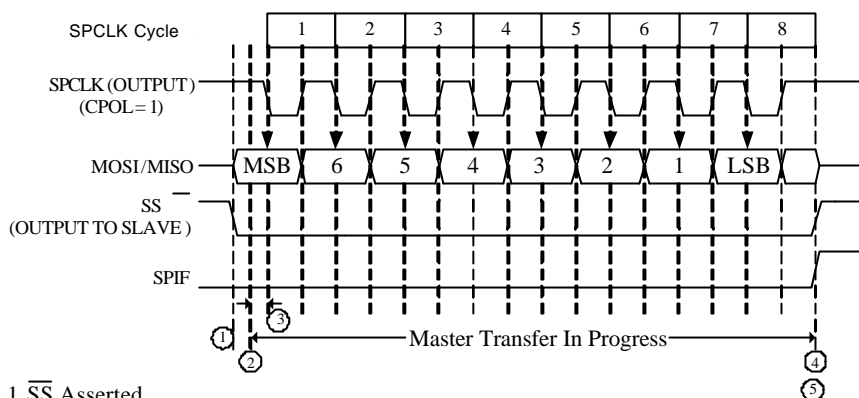 SPCLK Cycle 1 2 3 4 5 6 7 8
SPCLK (OUTPUT)
(CPOL = 1)
MOSI/MISO MSB 6 5 4 3 2 1 LSB
SS
(OUTPUT TO SLAVE )
SPIF
1 3
2 Master Transfer In Progress 4
5
1 SS Asserted